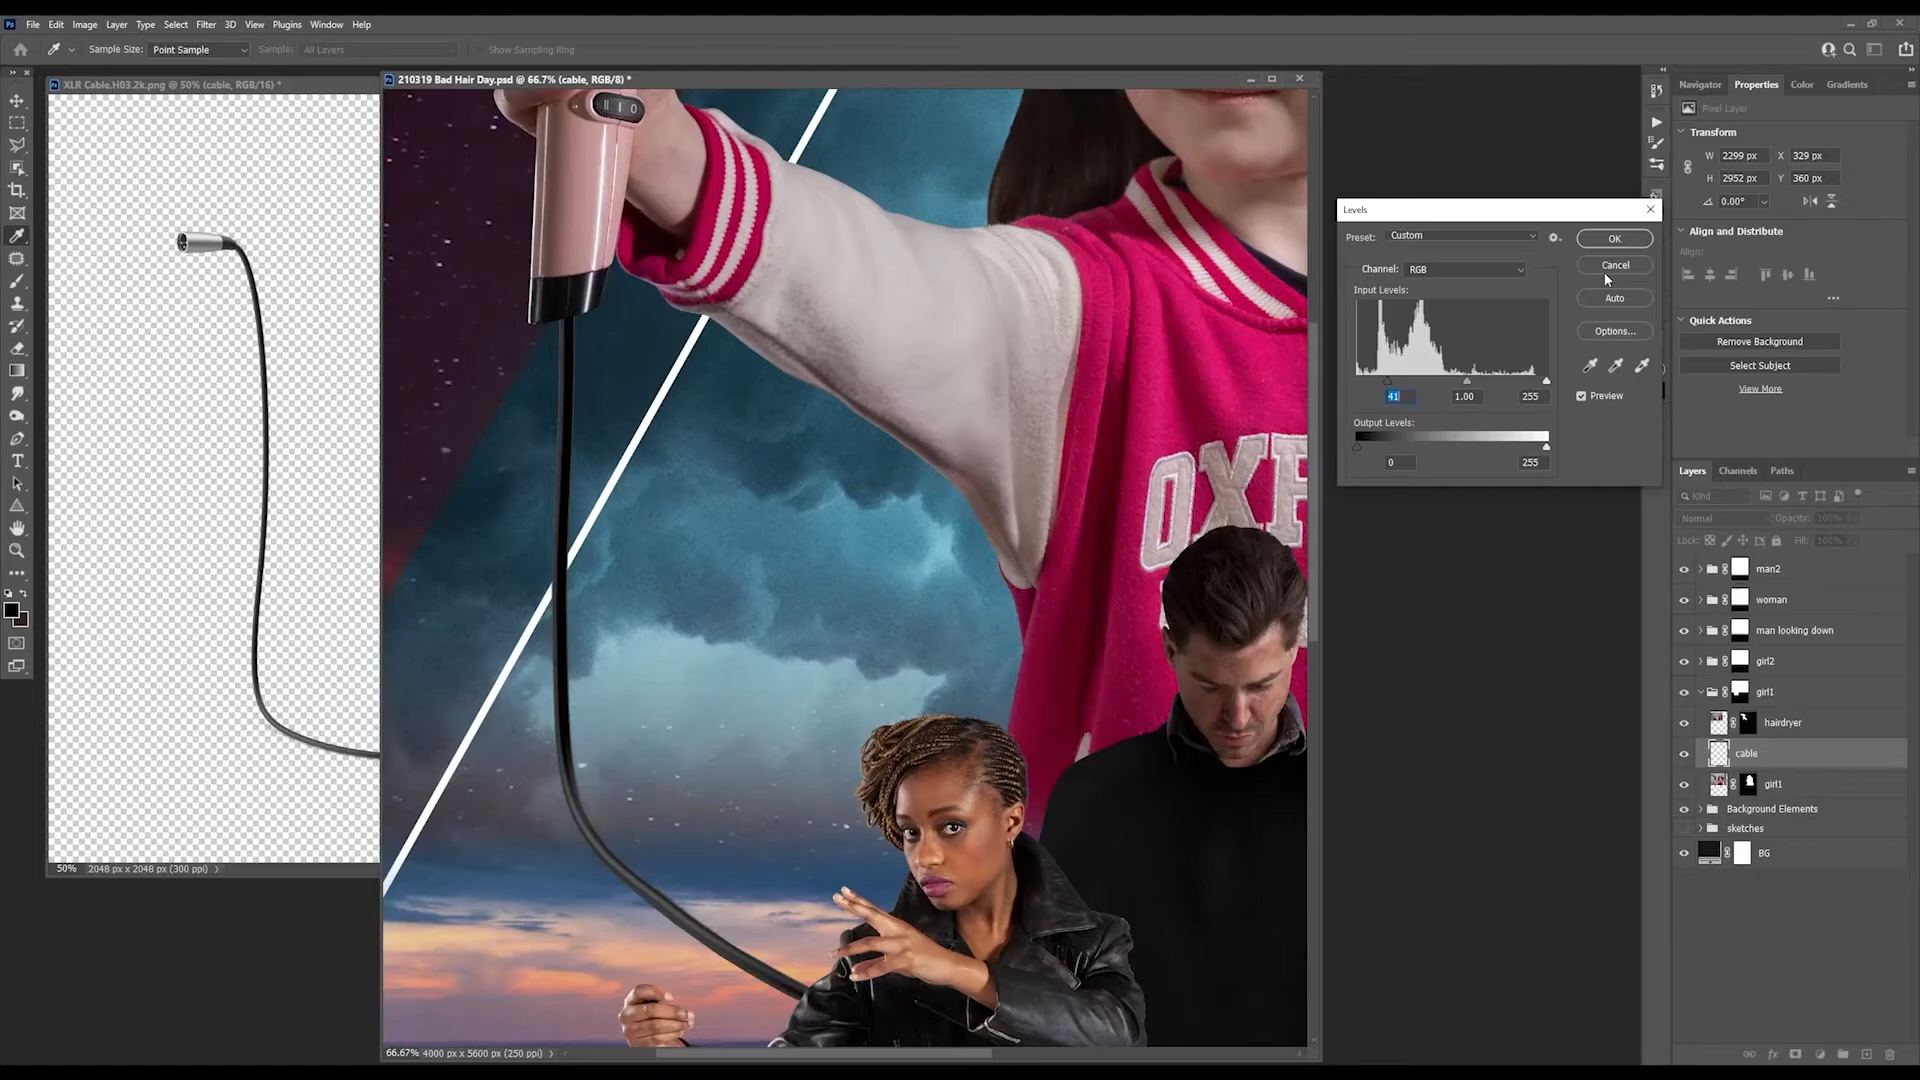 Ps File Edit Image Layer Type Select Filter 3D View Plugins Window Help
Sample Size: Point Sample Sample: All Layers Show Sampling Ring
XLR Cable.H03.2k.png @ 50% (cable, RGB/16) *
210319 Bad Hair Day.psd @ 66.7% (cable, RGB/8) *
Navigator Properties Color Gradients
Pixel Layer
Transform
W 2299 px X 329 px
H 2952 px Y 360 px
0.00°
Align and Distribute
Align:
Quick Actions
Remove Background
Select Subject
View More
Levels
Preset: Custom
OK
Cancel
Channel: RGB
Input Levels:
Auto
Options...
41 1.00 255
Preview
Output Levels:
0 255
II I O
OXF
Layers Channels Paths
Kind
Normal Opacity: 100%
Lock: Fill: 100%
man2
woman
man looking down
girl2
girl1
hairdryer
cable
girl1
Background Elements
sketches
BG
50% 2048 px x 2048 px (300 ppi)
66.67% 4000 px x 5600 px (250 ppi)
fx